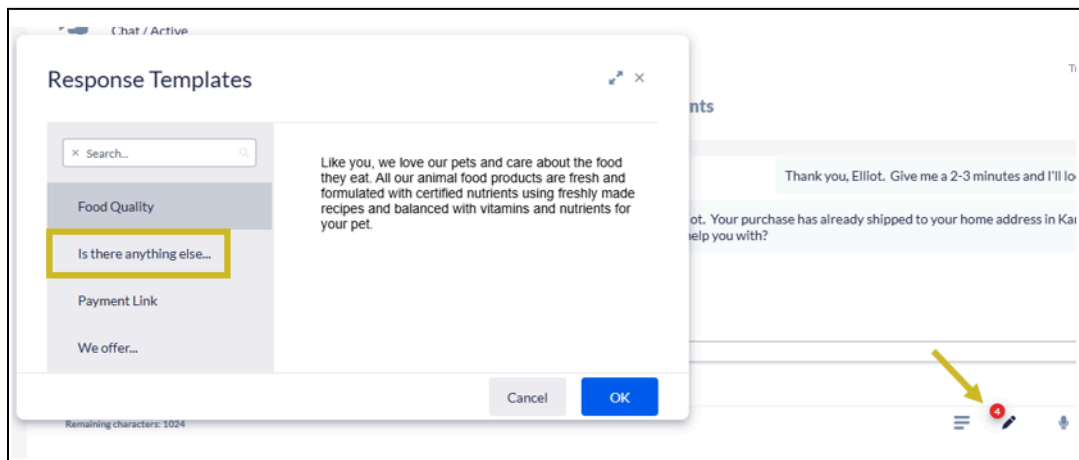 Chat / Active
Response Templates
nts
Search...
Food Quality
Is there anything else...
Payment Link
We offer...
Like you, we love our pets and care about the food
they eat. All our animal food products are fresh and
formulated with certified nutrients using freshly made
recipes and balanced with vitamins and nutrients for
your pet.
Thank you, Elliot. Give me a 2-3 minutes and I'll lo
ot. Your purchase has already shipped to your home address in Kan
help you with?
Cancel
OK
Remaining characters: 1024
4